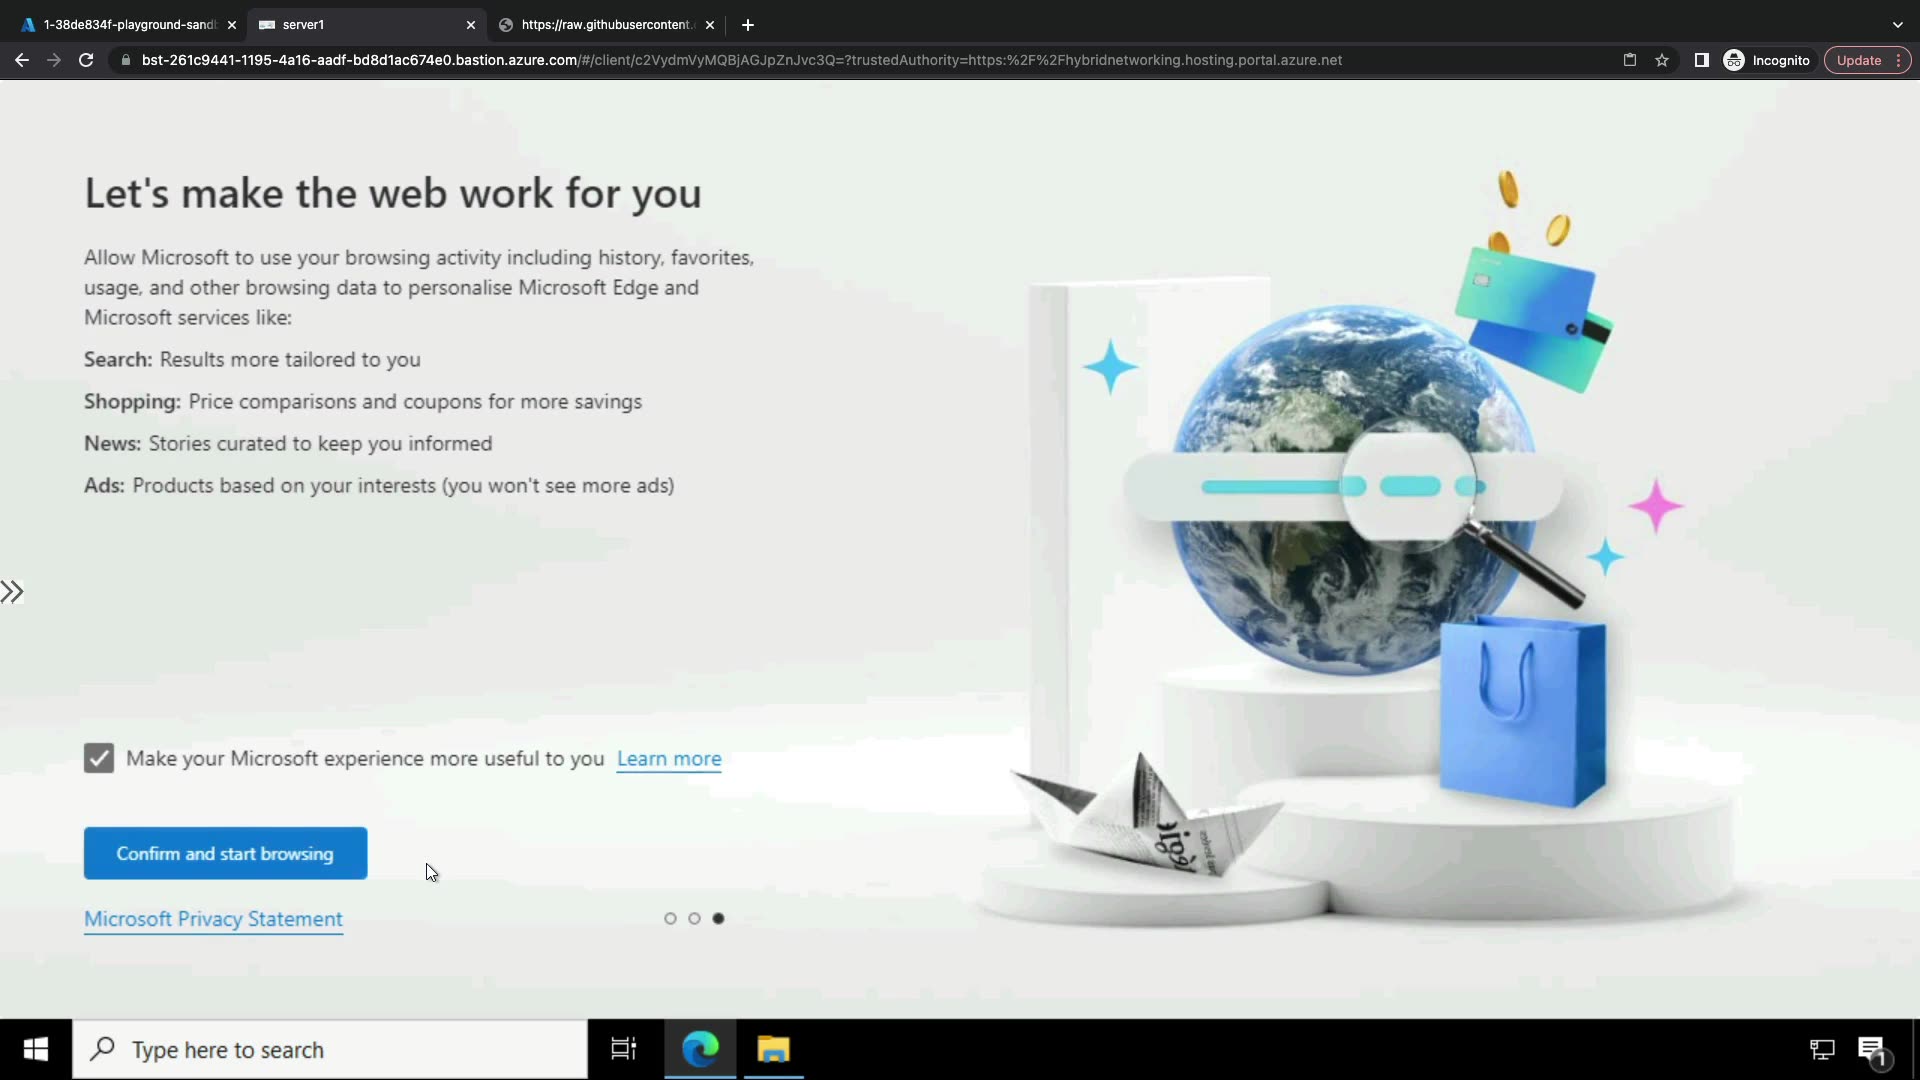 1-38de834f-playground-sandb
server1
https://raw.githubusercontent.
bst-261c9441-1195-4a16-aadf-bd8d1ac674e0.bastion.azure.com/#/client/c2VydmVyMQBjAGJpZnJvc3Q=?trustedAuthority=https:%2F%2Fhybridnetworking.hosting.portal.azure.net
Incognito
Update
Let's make the web work for you
Allow Microsoft to use your browsing activity including history, favorites,
usage, and other browsing data to personalise Microsoft Edge and
Microsoft services like:
Search: Results more tailored to you
Shopping: Price comparisons and coupons for more savings
News: Stories curated to keep you informed
Ads: Products based on your interests (you won't see more ads)
Make your Microsoft experience more useful to you Learn more
Confirm and start browsing
Microsoft Privacy Statement
Type here to search
1